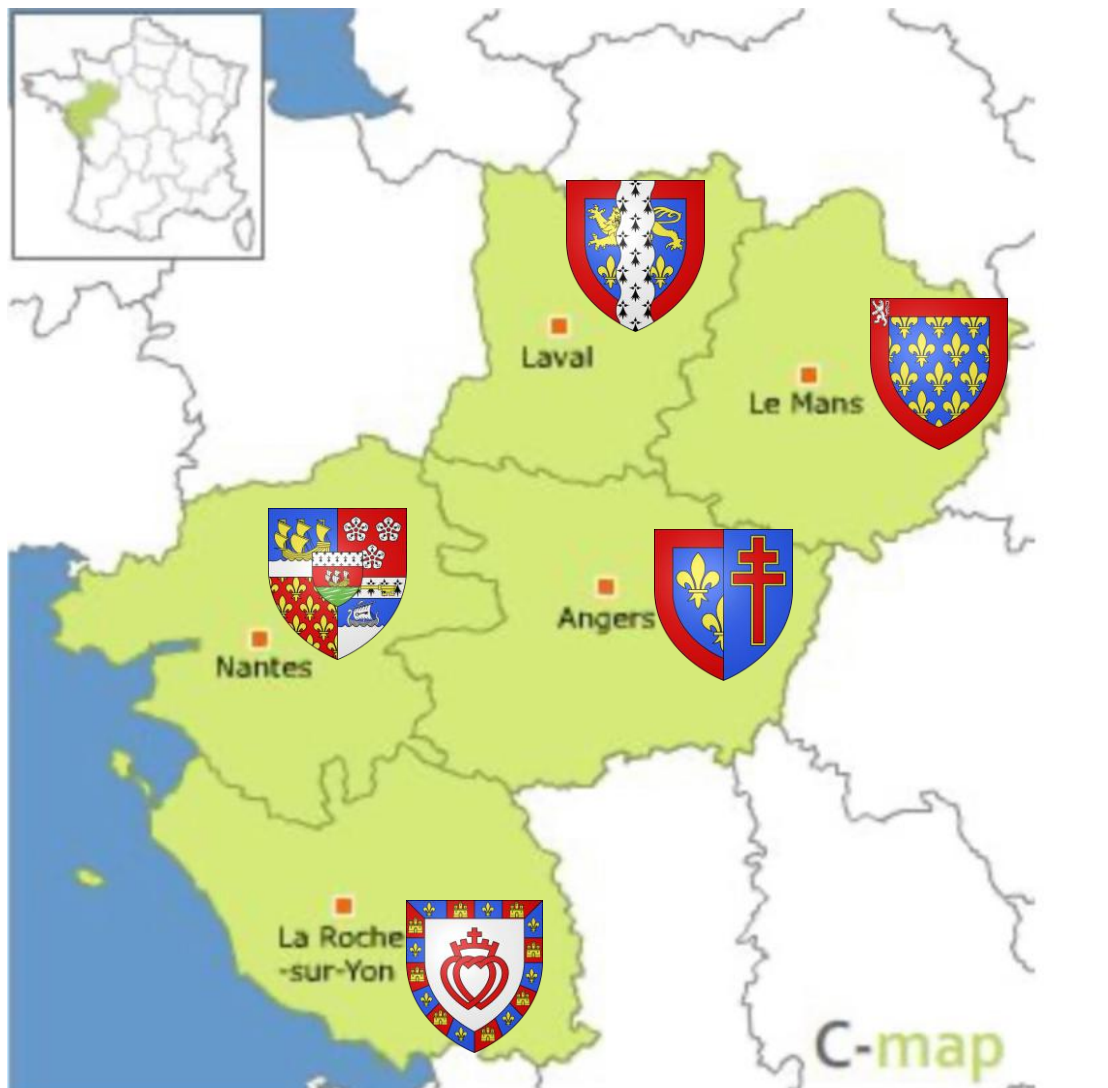 Laval
Le Mans
Angers
Nantes
La Roche
-sur-Yon
C-map